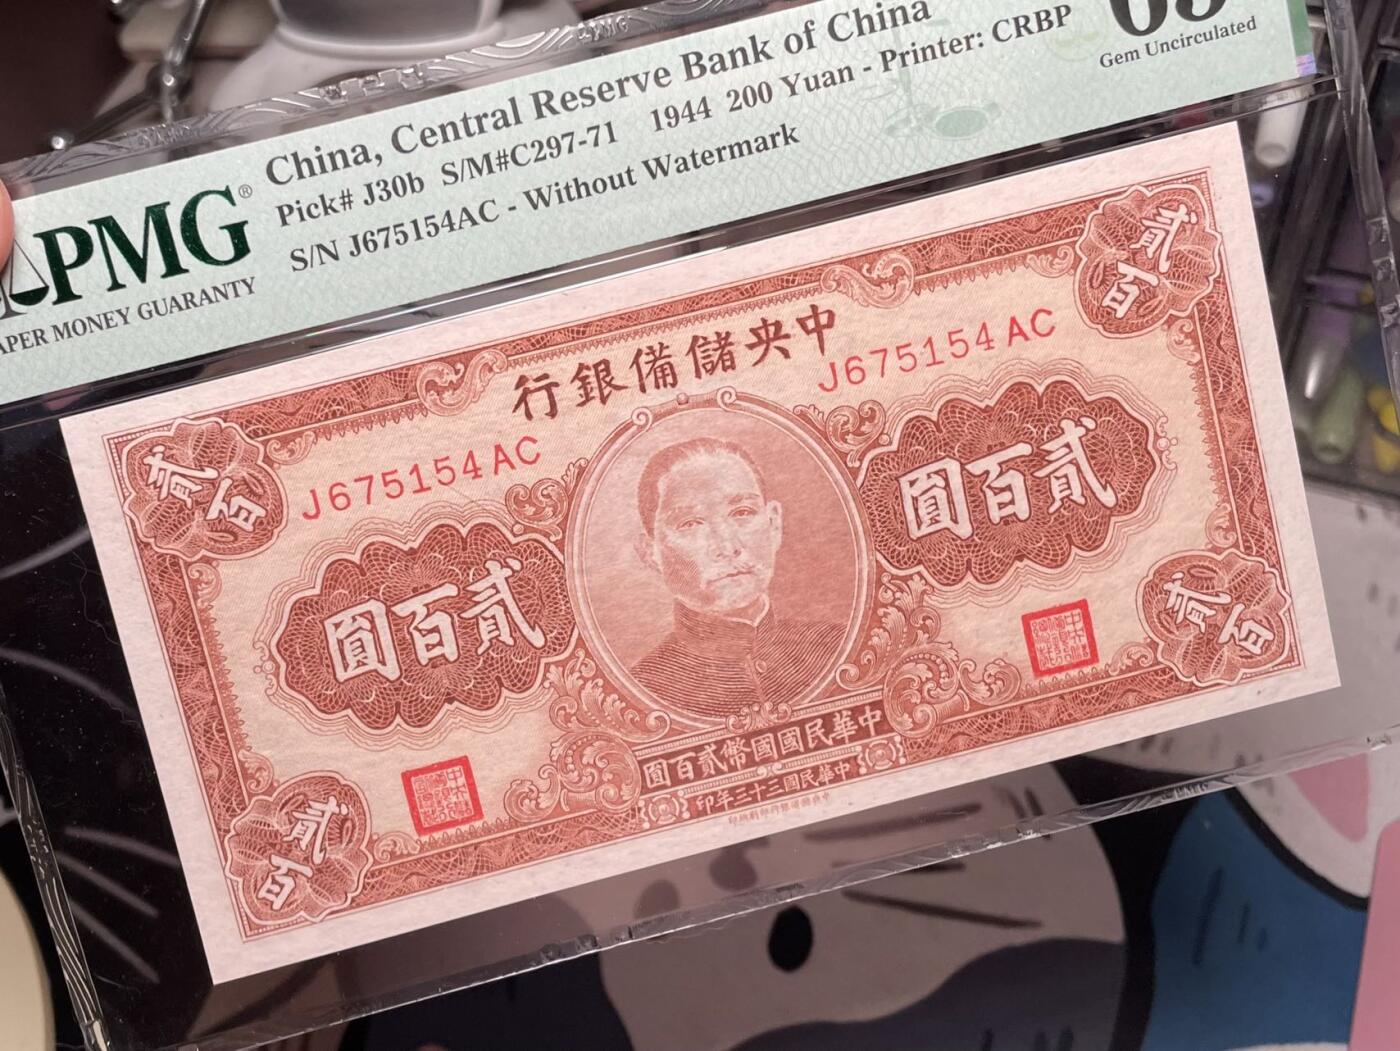 China, Central Reserve Bank of China
Pick# J30b S/M#C297-71 1944 200 Yuan - Printer: CRBP
S/N J675154AC - Without Watermark
PMG®
PAPER MONEY GUARANTY
Gem Uncirculated
行銀備儲央中
J675154AC
J675154AC
貳百
貳百
圓百貳
圓百貳
圓百貳幣國國民華中
印年三十三國民華中
貳百
貳百